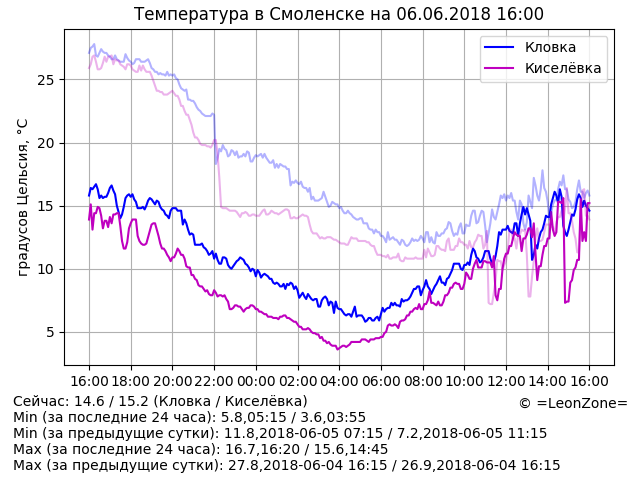 Температура в Смоленске на 06.06.2018 16:00
Кловка
Киселёвка
градусов Цельсия, °C
25
20
15
10
5
16:00 18:00 20:00 22:00 00:00 02:00 04:00 06:00 08:00 10:00 12:00 14:00 16:00
Сейчас: 14.6 / 15.2 (Кловка / Киселёвка)
© =LeonZone=
Min (за последние 24 часа): 5.8,05:15 / 3.6,03:55
Min (за предыдущие сутки): 11.8,2018-06-05 07:15 / 7.2,2018-06-05 11:15
Max (за последние 24 часа): 16.7,16:20 / 15.6,14:45
Max (за предыдущие сутки): 27.8,2018-06-04 16:15 / 26.9,2018-06-04 16:15